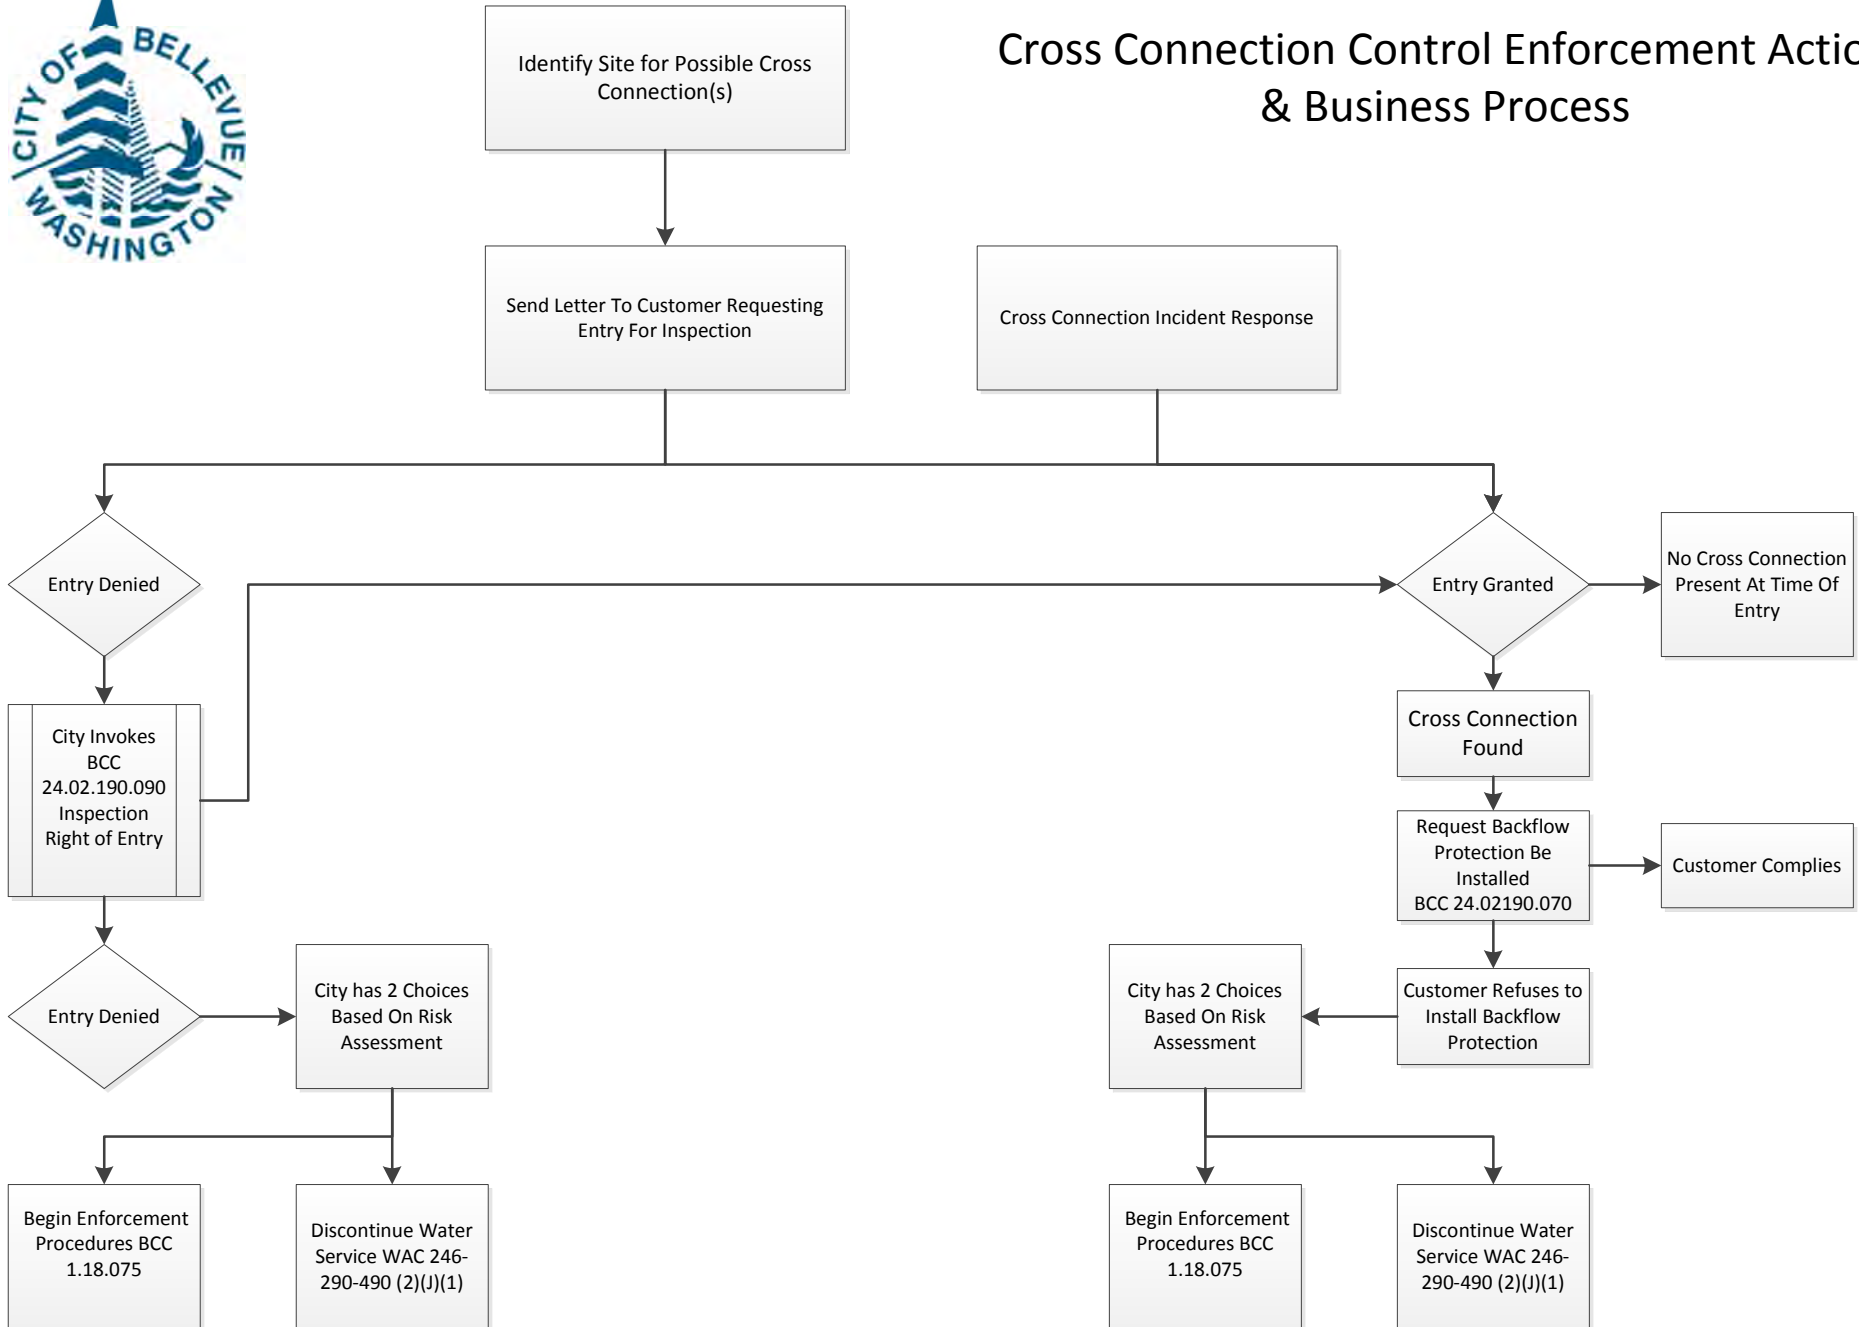 CITY OF BELLEVUE
WASHINGTON
Identify Site for Possible Cross
Connection(s)
Cross Connection Control Enforcement Actio
& Business Process
Send Letter To Customer Requesting
Entry For Inspection
Cross Connection Incident Response
Entry Denied
Entry Granted
No Cross Connection
Present At Time Of
Entry
City Invokes
BCC
24.02.190.090
Inspection
Right of Entry
Cross Connection
Found
Request Backflow
Protection Be
Installed
BCC 24.02190.070
Customer Complies
Entry Denied
City has 2 Choices
Based On Risk
Assessment
City has 2 Choices
Based On Risk
Assessment
Customer Refuses to
Install Backflow
Protection
Begin Enforcement
Procedures BCC
1.18.075
Discontinue Water
Service WAC 246-
290-490 (2)(J)(1)
Begin Enforcement
Procedures BCC
1.18.075
Discontinue Water
Service WAC 246-
290-490 (2)(J)(1)